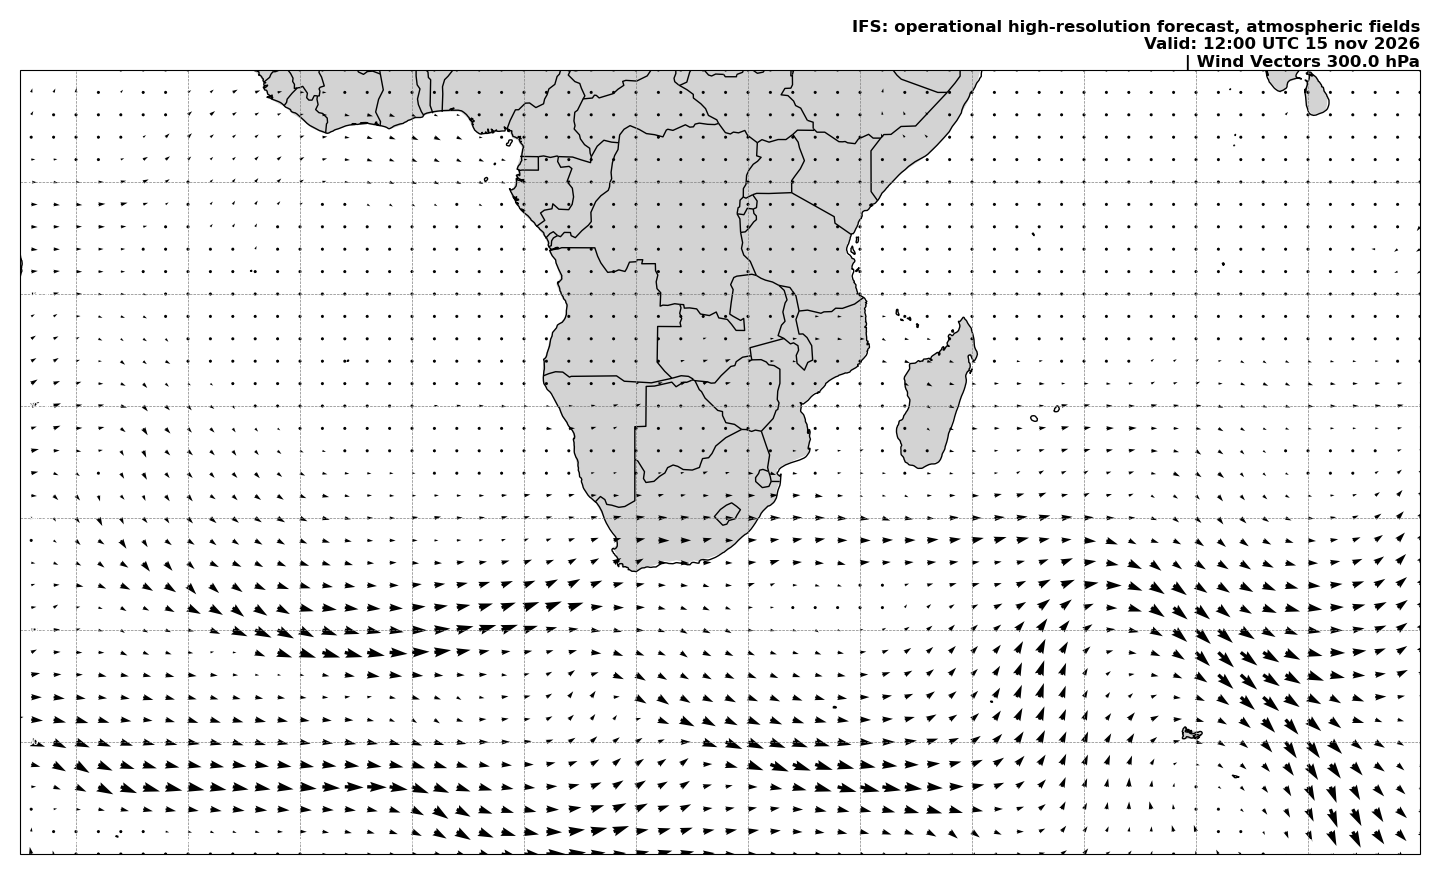 IFS: operational high-resolution forecast, atmospheric fields
Valid: 12:00 UTC 15 nov 2026
| Wind Vectors 300.0 hPa